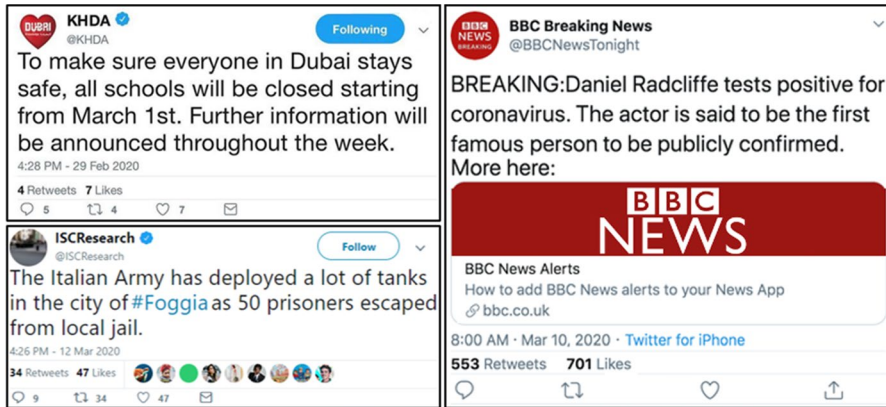 DUBAI
KHDA
@KHDA
Following
To make sure everyone in Dubai stays
safe, all schools will be closed starting
from March 1st. Further information will
be announced throughout the week.
4:28 PM - 29 Feb 2020
4 Retweets 7 Likes
5 4 7
ISCResearch
@ISCResearch
Follow
The Italian Army has deployed a lot of tanks
in the city of #Foggia as 50 prisoners escaped
from local jail.
4:26 PM - 12 Mar 2020
34 Retweets 47 Likes
9 34 47
BBC
NEWS
BREAKING
BBC Breaking News
@BBCNewsTonight
BREAKING:Daniel Radcliffe tests positive for
coronavirus. The actor is said to be the first
famous person to be publicly confirmed.
More here:
BBC
NEWS
BBC News Alerts
How to add BBC News alerts to your News App
bbc.co.uk
8:00 AM · Mar 10, 2020 · Twitter for iPhone
553 Retweets 701 Likes